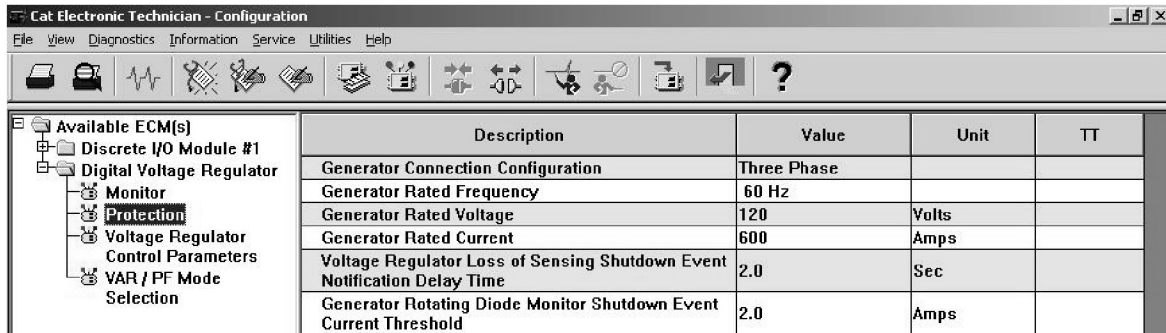 Cat Electronic Technician - Configuration
File View Diagnostics Information Service Utilities Help
Available ECM(s)
Discrete I/O Module #1
Digital Voltage Regulator
Monitor
Protection
Voltage Regulator
Control Parameters
VAR / PF Mode
Selection
Description Value Unit TT
Generator Connection Configuration Three Phase
Generator Rated Frequency 60 Hz
Generator Rated Voltage 120 Volts
Generator Rated Current 600 Amps
Voltage Regulator Loss of Sensing Shutdown Event
Notification Delay Time 2.0 Sec
Generator Rotating Diode Monitor Shutdown Event
Current Threshold 2.0 Amps